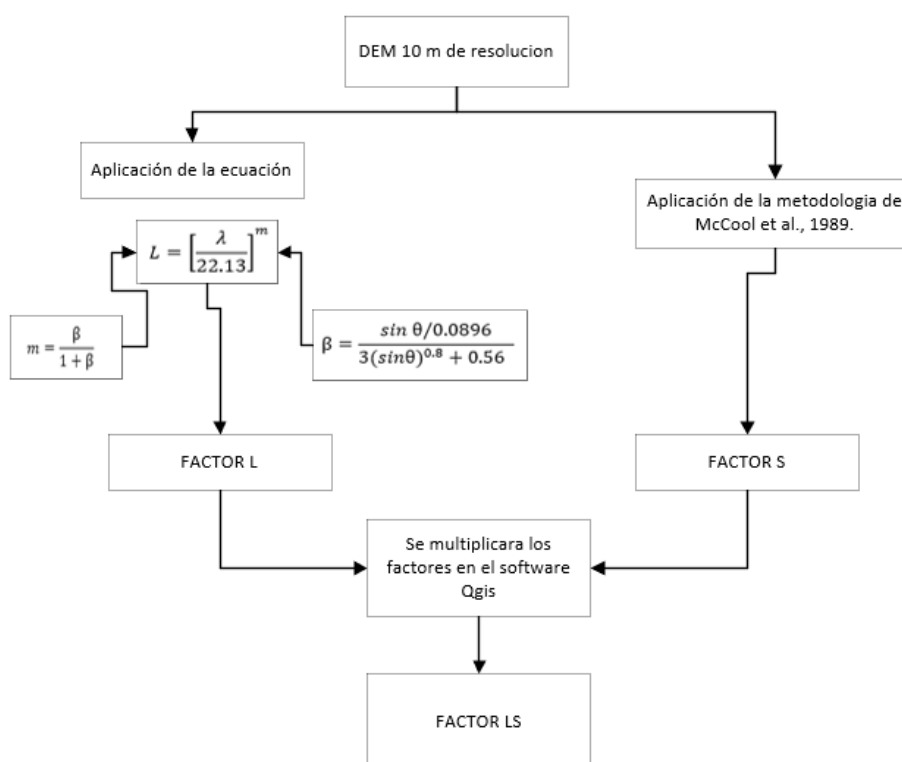 DEM 10 m de resolucion
Aplicación de la ecuación
Aplicación de la metodologia de
McCool et al., 1989.
L = [λ/22.13]^m
m = β/(1 + β)
β = (sin θ/0.0896)/(3(sinθ)^0.8 + 0.56)
FACTOR L
FACTOR S
Se multiplicara los
factores en el software
Qgis
FACTOR LS